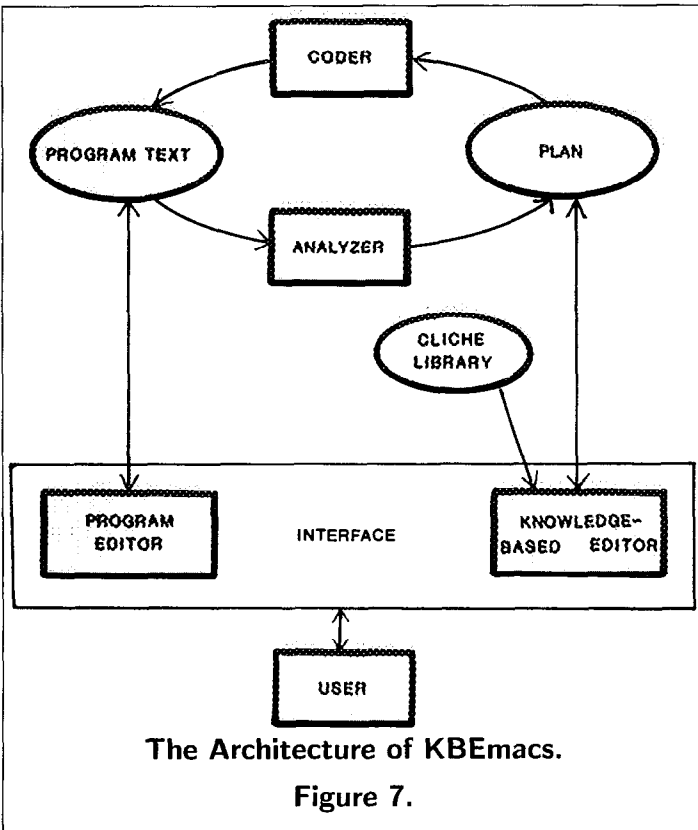 CODER
PROGRAM TEXT
PLAN
ANALYZER
CLICHE
LIBRARY
PROGRAM
EDITOR
INTERFACE
KNOWLEDGE-
BASED EDITOR
USER
The Architecture of KBEmacs.
Figure 7.